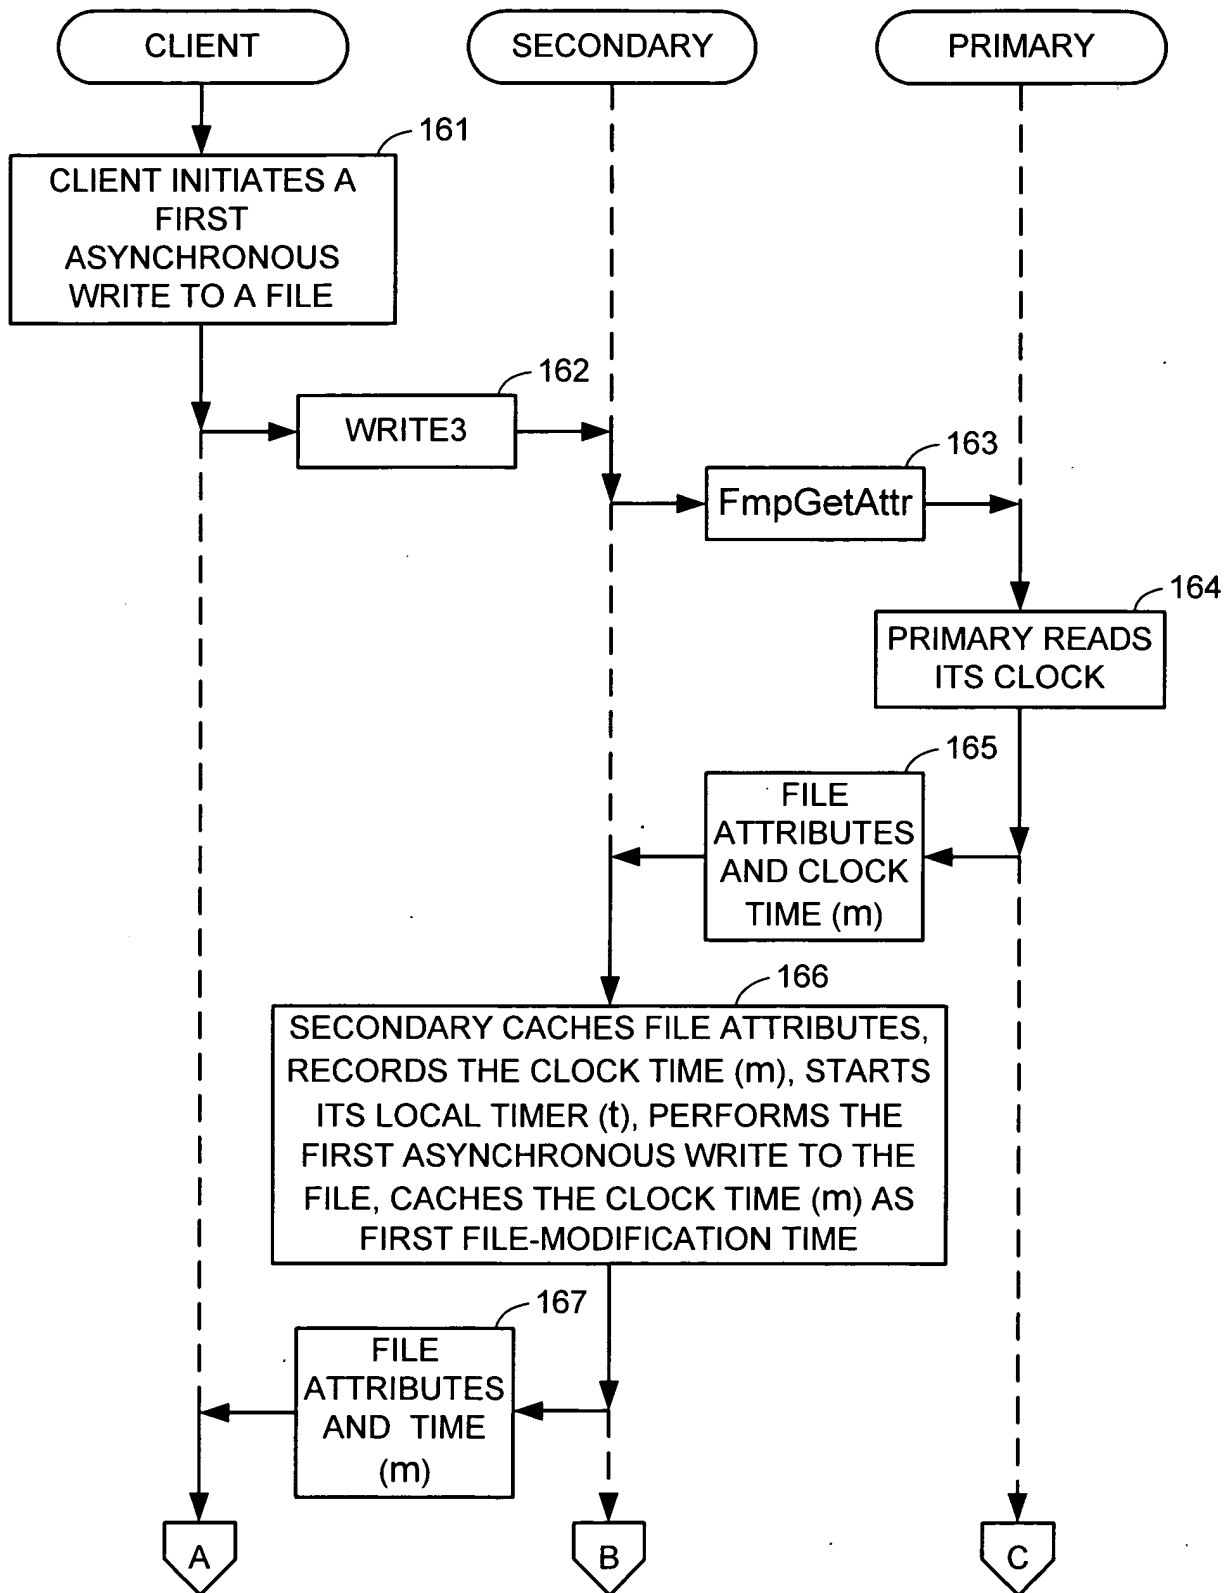 CLIENT
SECONDARY
PRIMARY
161
CLIENT INITIATES A
FIRST
ASYNCHRONOUS
WRITE TO A FILE
162
WRITE3
163
FmpGetAttr
164
PRIMARY READS
ITS CLOCK
165
FILE
ATTRIBUTES
AND CLOCK
TIME (m)
166
SECONDARY CACHES FILE ATTRIBUTES,
RECORDS THE CLOCK TIME (m), STARTS
ITS LOCAL TIMER (t), PERFORMS THE
FIRST ASYNCHRONOUS WRITE TO THE
FILE, CACHES THE CLOCK TIME (m) AS
FIRST FILE-MODIFICATION TIME
167
FILE
ATTRIBUTES
AND TIME
(m)
A
B
C